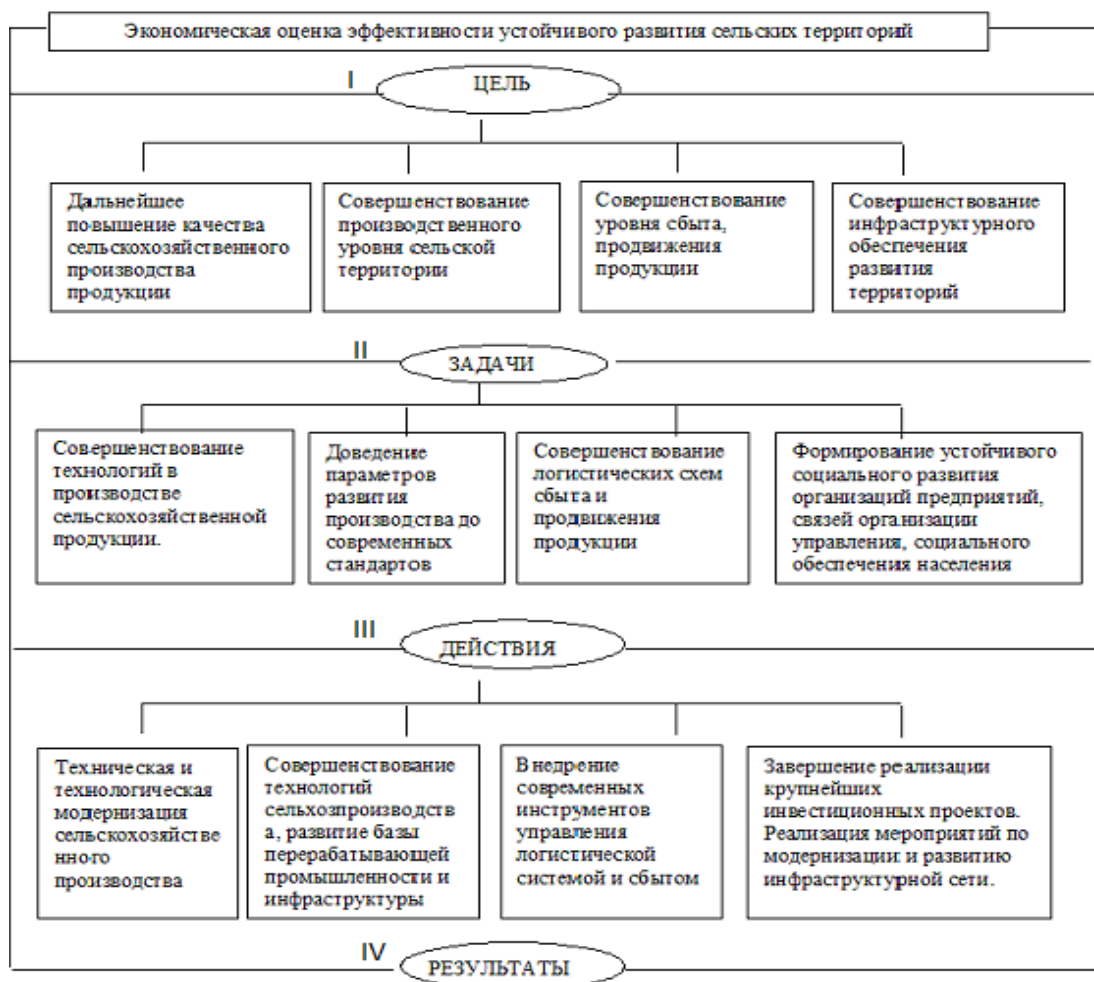 Экономическая оценка эффективности устойчивого развития сельских территорий
I
ЦЕЛЬ
Дальнейшее
повышение качества
сельскохозяйственного
производства
продукции
Совершенствование
производственного
уровня сельской
территории
Совершенствование
уровня сбыта,
продвижения
продукции
Совершенствование
инфраструктурного
обеспечения
развития
территорий
II
ЗАДАЧИ
Совершенствование
технологий в
производстве
сельскохозяйственной
продукции.
Доведение
параметров
развития
производства до
современных
стандартов
Совершенствование
логистических схем
сбыта и
продвижения
продукции
Формирование устойчивого
социального развития
организаций предприятий,
связей организации
управления, социального
обеспечения населения
III
ДЕЙСТВИЯ
Техническая и
технологическая
модернизация
сельскохозяйстве
нного
производства
Совершенствование
технологий
сельхозпроизводств
а, развитие базы
перерабатывающей
промышленности и
инфраструктуры
Внедрение
современных
инструментов
управления
логистической
системой и сбытом
Завершение реализации
крупнейших
инвестиционных проектов.
Реализация мероприятий по
модернизации и развитию
инфраструктурной сети.
IV
РЕЗУЛЬТАТЫ